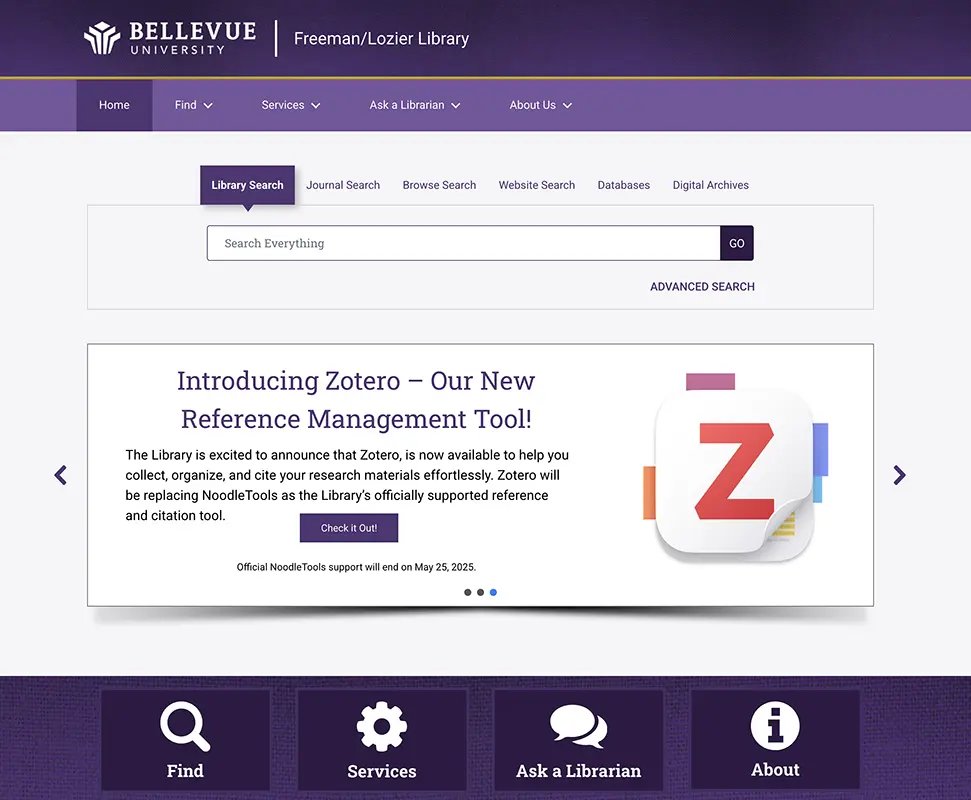 BELLEVUE
UNIVERSITY
Freeman/Lozier Library
Home
Find
Services
Ask a Librarian
About Us
Library Search
Journal Search
Browse Search
Website Search
Databases
Digital Archives
Search Everything
GO
ADVANCED SEARCH
Introducing Zotero – Our New
Reference Management Tool!
The Library is excited to announce that Zotero, is now available to help you
collect, organize, and cite your research materials effortlessly. Zotero will
be replacing NoodleTools as the Library’s officially supported reference
and citation tool.
Check it Out!
Official NoodleTools support will end on May 25, 2025.
Z
Find
Services
Ask a Librarian
About